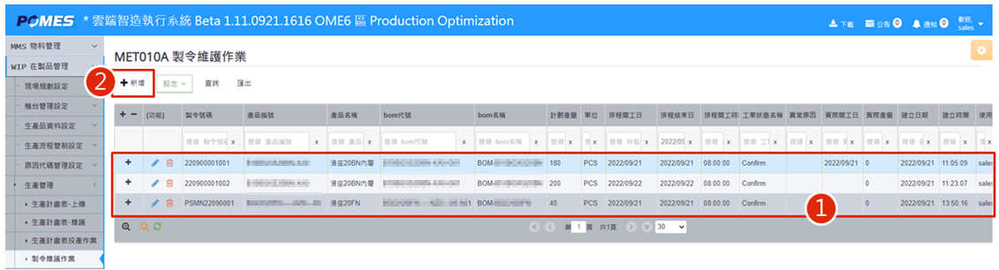 POMES * 雲端智造執行系統 Beta 1.11.0921.1616 OME6 區 Production Optimization
下載 公告 0 通知 0 歡迎, sales
MMS 物料管理
WIP 在製品管理
現場規劃設定
機台管理設定
生產品資料設定
生產流程管制設定
原因代碼管理設定
生產管理
生產計畫表-上傳
生產計畫表-維護
生產計畫表投產作業
製令維護作業
MET010A 製令維護作業
2 新增 設定 查詢 匯出
(功能) 製令號碼 產品編號 產品名稱 bom代號 bom名稱 計劃產量 單位 排程開工日 排程結束日 排程開工時 工單狀態名稱 異常原因 實際開工日 實際產量 建立日期 建立時間 使用
搜尋 製令號 x 搜尋 產品編號 x 搜尋 產品 x 搜尋 bom代號 x 搜尋 bom名稱 x 搜尋 x x 搜尋 排程 x 2022/09 x 搜尋 x 搜尋 工 x 搜尋 x 搜尋 x 搜尋 x 搜尋 x 搜尋 x
220900001001 滑座20BN內磨 BOM- 180 PCS 2022/09/21 2022/09/21 08:00:00 Confirm 2022/09/21 0 2022/09/21 11:05:09 sales
220900001002 滑座20BN內磨 BOM- 200 PCS 2022/09/22 2022/09/22 08:00:00 Confirm 0 2022/09/21 11:23:07 sales
PSMN22090001 滑座20FN BOM- 40 PCS 2022/09/21 2022/09/22 08:00:00 Confirm 0 2022/09/21 13:50:16 sales
1
第 1 頁 共1頁 30